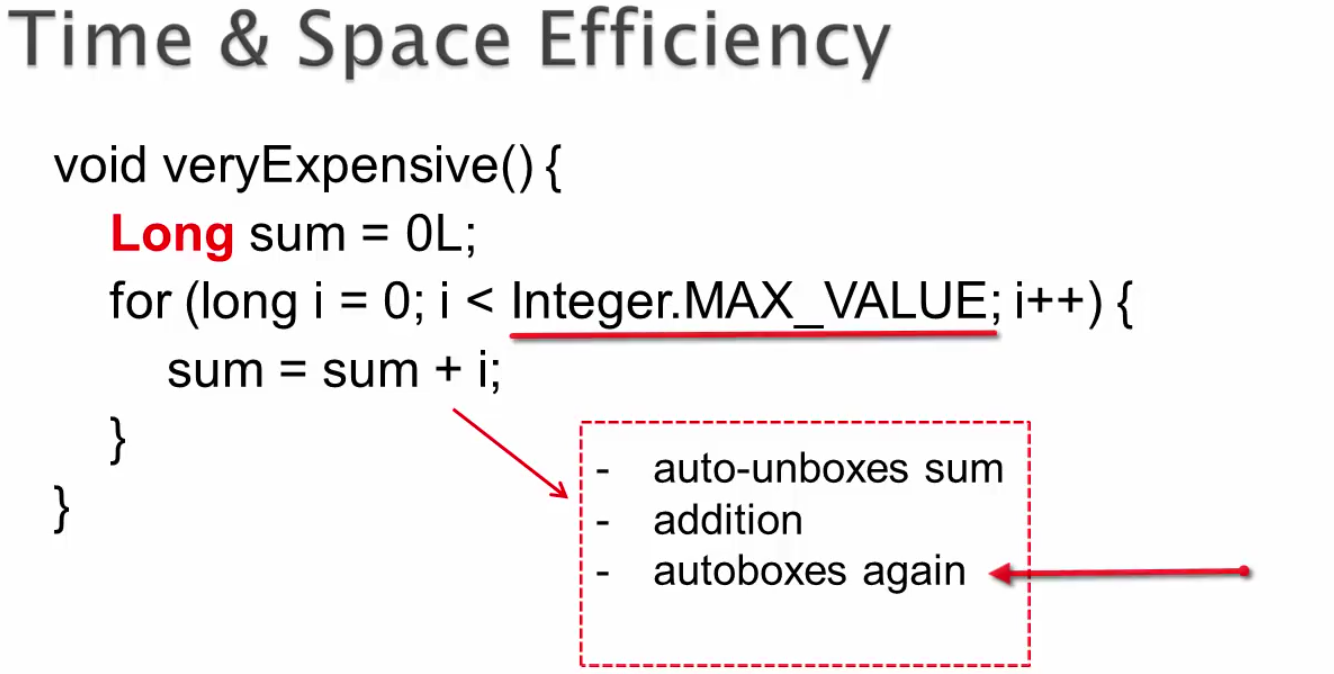 Time & Space Efficiency
void veryExpensive() {
Long sum = 0L;
for (long i = 0; i < Integer.MAX_VALUE; i++) {
sum = sum + i;
}
}
- auto-unboxes sum
- addition
- autoboxes again